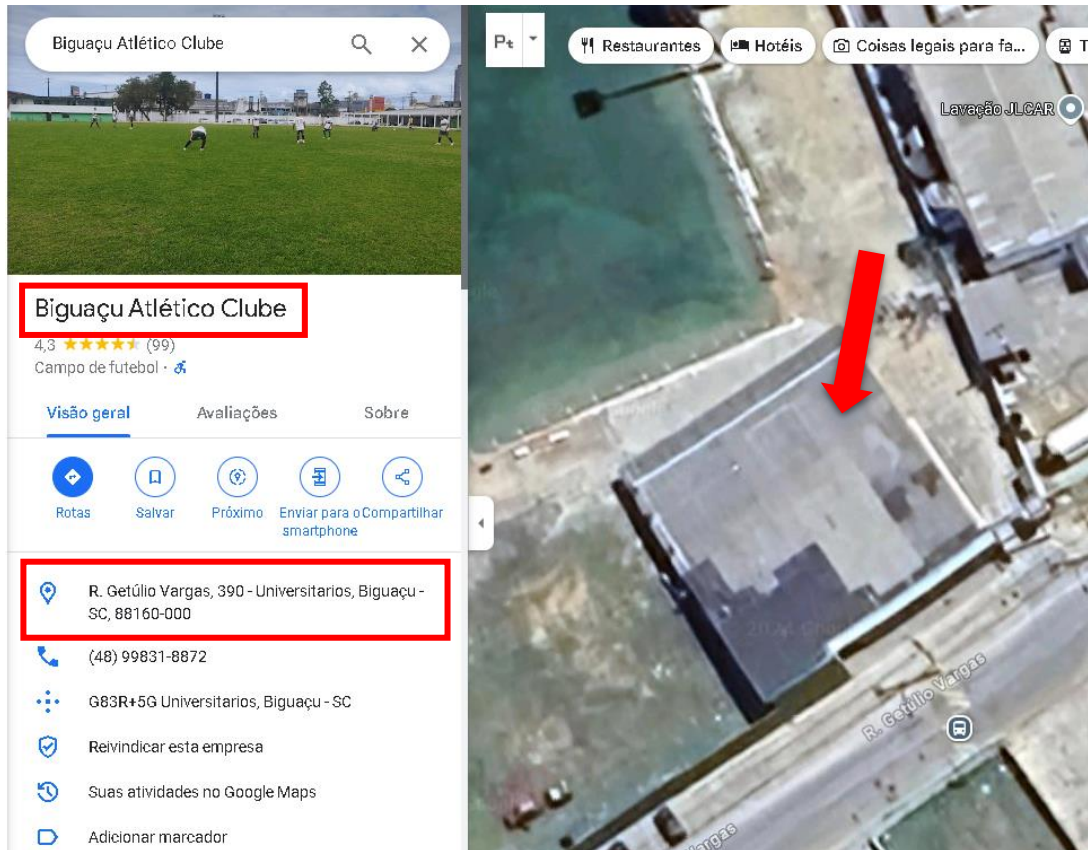 Biguaçu Atlético Clube
Biguaçu Atlético Clube
4,3 (99)
Campo de futebol ·
Visão geral Avaliações Sobre
Rotas Salvar Próximo Enviar para o smartphone Compartilhar
R. Getúlio Vargas, 390 - Universitarios, Biguaçu -
SC, 88160-000
(48) 99831-8872
G83R+5G Universitarios, Biguaçu - SC
Reivindicar esta empresa
Suas atividades no Google Maps
Adicionar marcador
Restaurantes Hotéis Coisas legais para fa... T
Lavação JLCAR
R. Getúlio Vargas